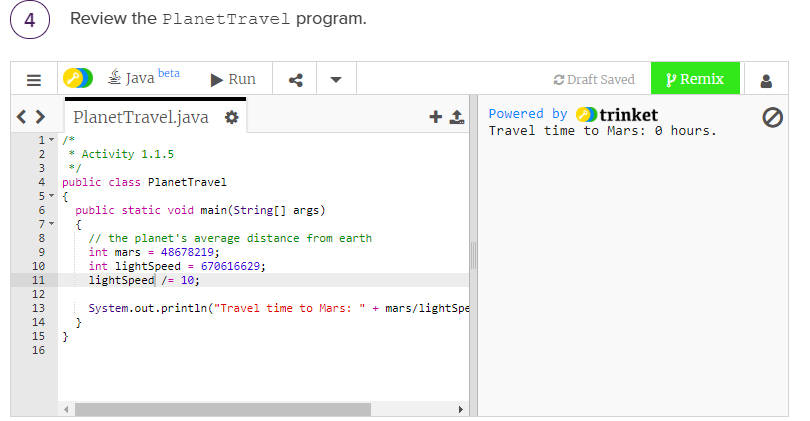 4 Review the PlanetTravel program.
Java beta Run Draft Saved Remix
PlanetTravel.java
Powered by trinket
Travel time to Mars: 0 hours.
1 /*
2  * Activity 1.1.5
3  */
4 public class PlanetTravel
5 {
6   public static void main(String[] args)
7   {
8     // the planet's average distance from earth
9     int mars = 48678219;
10     int lightSpeed = 670616629;
11     lightSpeed /= 10;
12
13     System.out.println("Travel time to Mars: " + mars/lightSpe
14   }
15 }
16